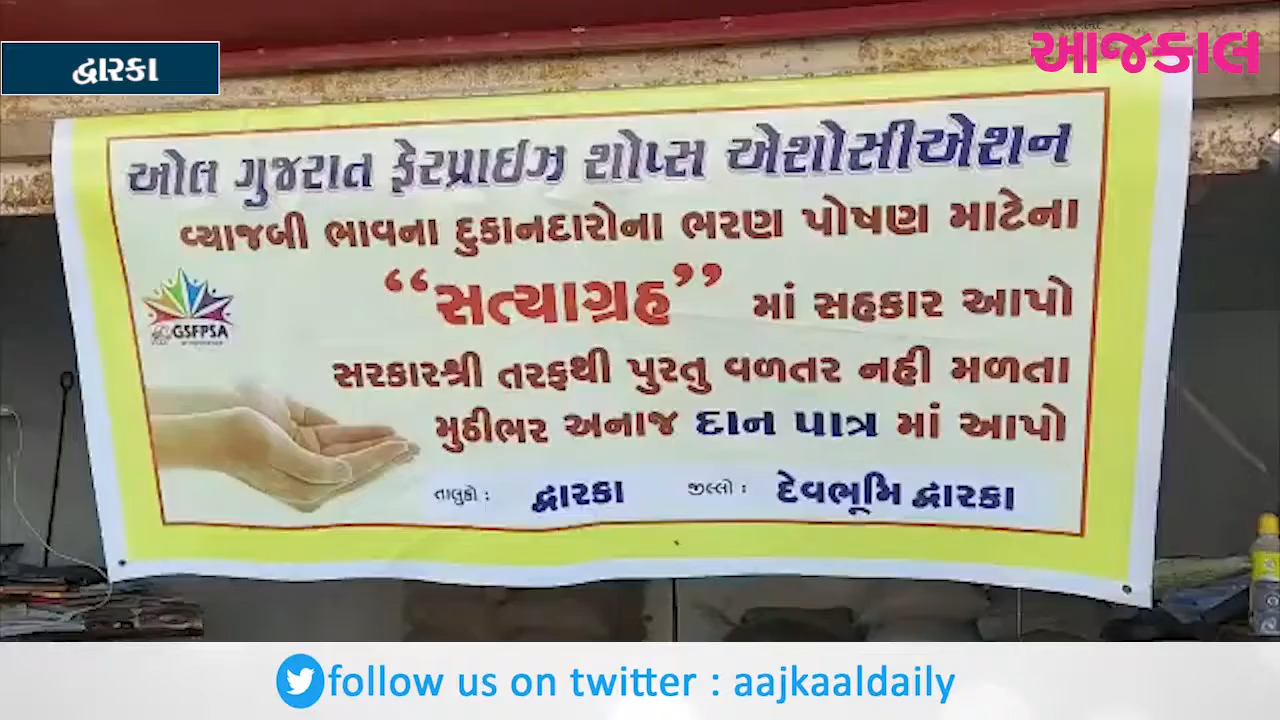 દ્વારકા
આજકાલ
ઓલ ગુજરાત ફેરપ્રાઇઝ શોપ્સ એશોસીએશન
વ્યાજબી ભાવના દુકાનદારોના ભરણ પોષણ માટેના
“સત્યાગ્રહ” માં સહકાર આપો
GSFPSA
સરકારશ્રી તરફથી પુરતુ વળતર નહી મળતા
મુઠીભર અનાજ દાન પાત્ર માં આપો
તાલુકો : દ્વારકા જીલ્લો : દેવભૂમિ દ્વારકા
follow us on twitter : aajkaaldaily